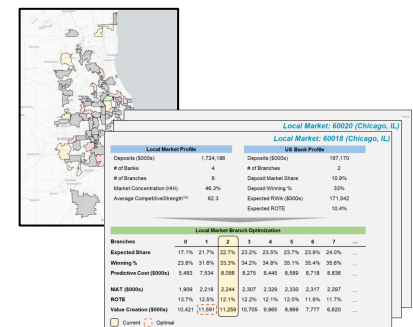 ...
Local Market: 60020 (Chicago, IL)
Local Market: 60018 (Chicago, IL)
Local Market Profile US Bank Profile
Deposits ($000s) 1,724,188 Deposits ($000s) 187,170
# of Banks 4 # of Branches 2
# of Branches 6 Deposit Market Share 10.9%
Market Concentration (HHI) 46.3% Deposit Winning % 33%
Average CompetitiveStrength™ 62.3 Expected RWA ($000s) 171,542
Expected ROTE 10.4%
Local Market Branch Optimization
Branches 0 1 2 3 4 5 6 7 ...
Expected Share 17.1% 21.7% 22.7% 23.2% 23.5% 23.7% 23.9% 24.0% ...
Winning % 23.8% 31.6% 33.3% 34.2% 34.8% 35.1% 35.4% 35.6% ...
Predictive Cost ($000s) 5,483 7,534 8,056 8,275 8,445 8,589 8,718 8,836 ...
NIAT ($000s) 1,909 2,218 2,244 2,307 2,329 2,330 2,317 2,297 ...
ROTE 13.7% 12.5% 12.1% 12.2% 12.1% 12.0% 11.9% 11.7% ...
Value Creation ($000s) 10,421 11,591 11,259 10,705 9,865 8,869 7,777 6,620 ...
Current Optimal